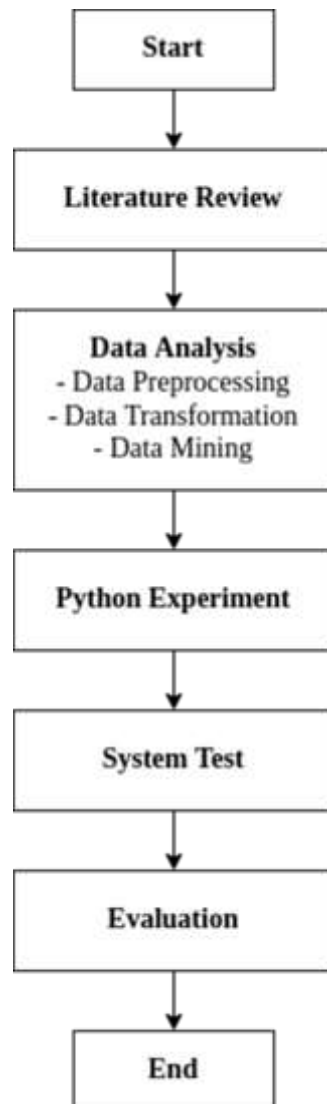 Start
Literature Review
Data Analysis
- Data Preprocessing
- Data Transformation
- Data Mining
Python Experiment
System Test
Evaluation
End